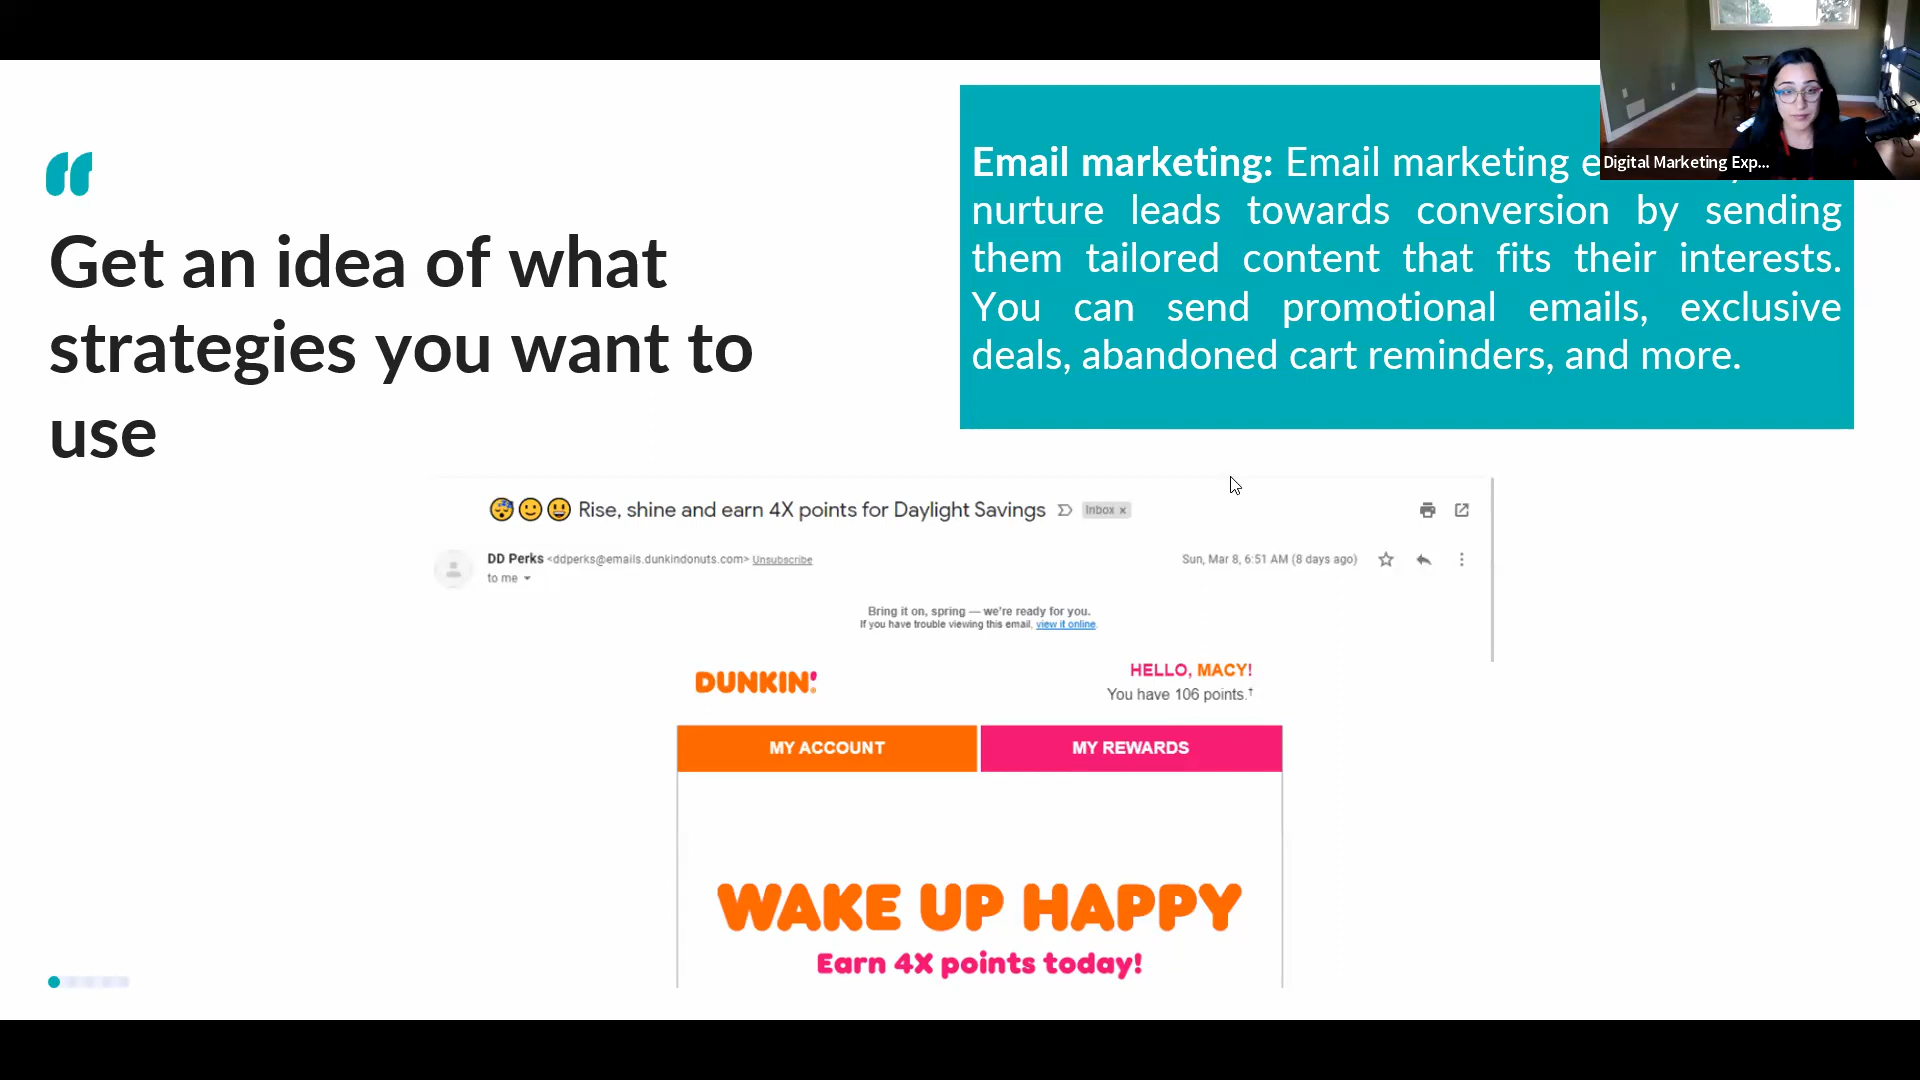 Get an idea of what
strategies you want to
use
Email marketing: Email marketing
nurture leads towards conversion by sending
them tailored content that fits their interests.
You can send promotional emails, exclusive
deals, abandoned cart reminders, and more.
Digital Marketing Exp...
😴🙂😃 Rise, shine and earn 4X points for Daylight Savings Inbox x
DD Perks <ddperks@emails.dunkindonuts.com> Unsubscribe
Sun, Mar 8, 6:51 AM (8 days ago)
to me
Bring it on, spring — we're ready for you.
If you have trouble viewing this email, view it online.
DUNKIN'
HELLO, MACY!
You have 106 points.†
MY ACCOUNT
MY REWARDS
WAKE UP HAPPY
Earn 4X points today!